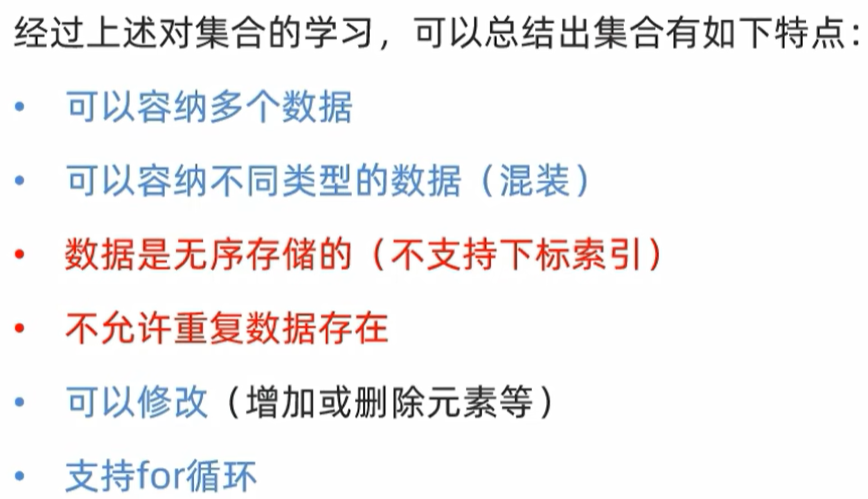 经过上述对集合的学习，可以总结出集合有如下特点：
• 可以容纳多个数据
• 可以容纳不同类型的数据（混装）
• 数据是无序存储的（不支持下标索引）
• 不允许重复数据存在
• 可以修改（增加或删除元素等）
• 支持for循环